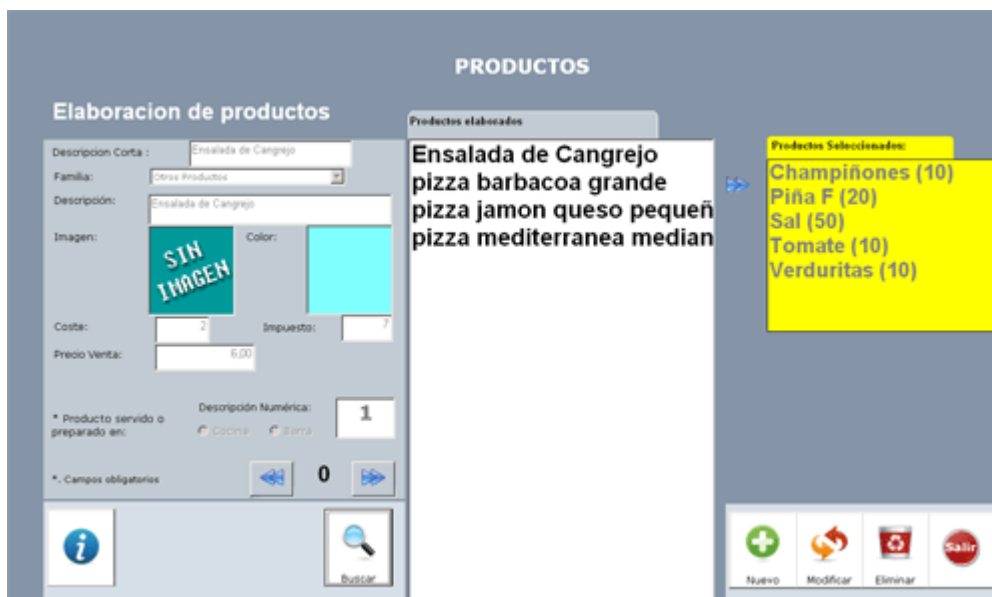 PRODUCTOS
Elaboracion de productos
Descripcion Corta :
Ensalada de Cangrejo
Familia:
Otros Productos
Descripción:
Ensalada de Cangrejo
Imagen:
SIN
IMAGEN
Color:
Coste:
2
Impuesto:
7
Precio Venta:
6,00
* Producto servido o
preparado en:
Descripción Numérica:
Cocina
Barra
1
*. Campos obligatorios
0
Buscar
Productos elaborados
Ensalada de Cangrejo
pizza barbacoa grande
pizza jamon queso pequeñ
pizza mediterranea median
Productos Seleccionados:
Champiñones (10)
Piña F (20)
Sal (50)
Tomate (10)
Verduritas (10)
Nuevo
Modificar
Eliminar
Salir